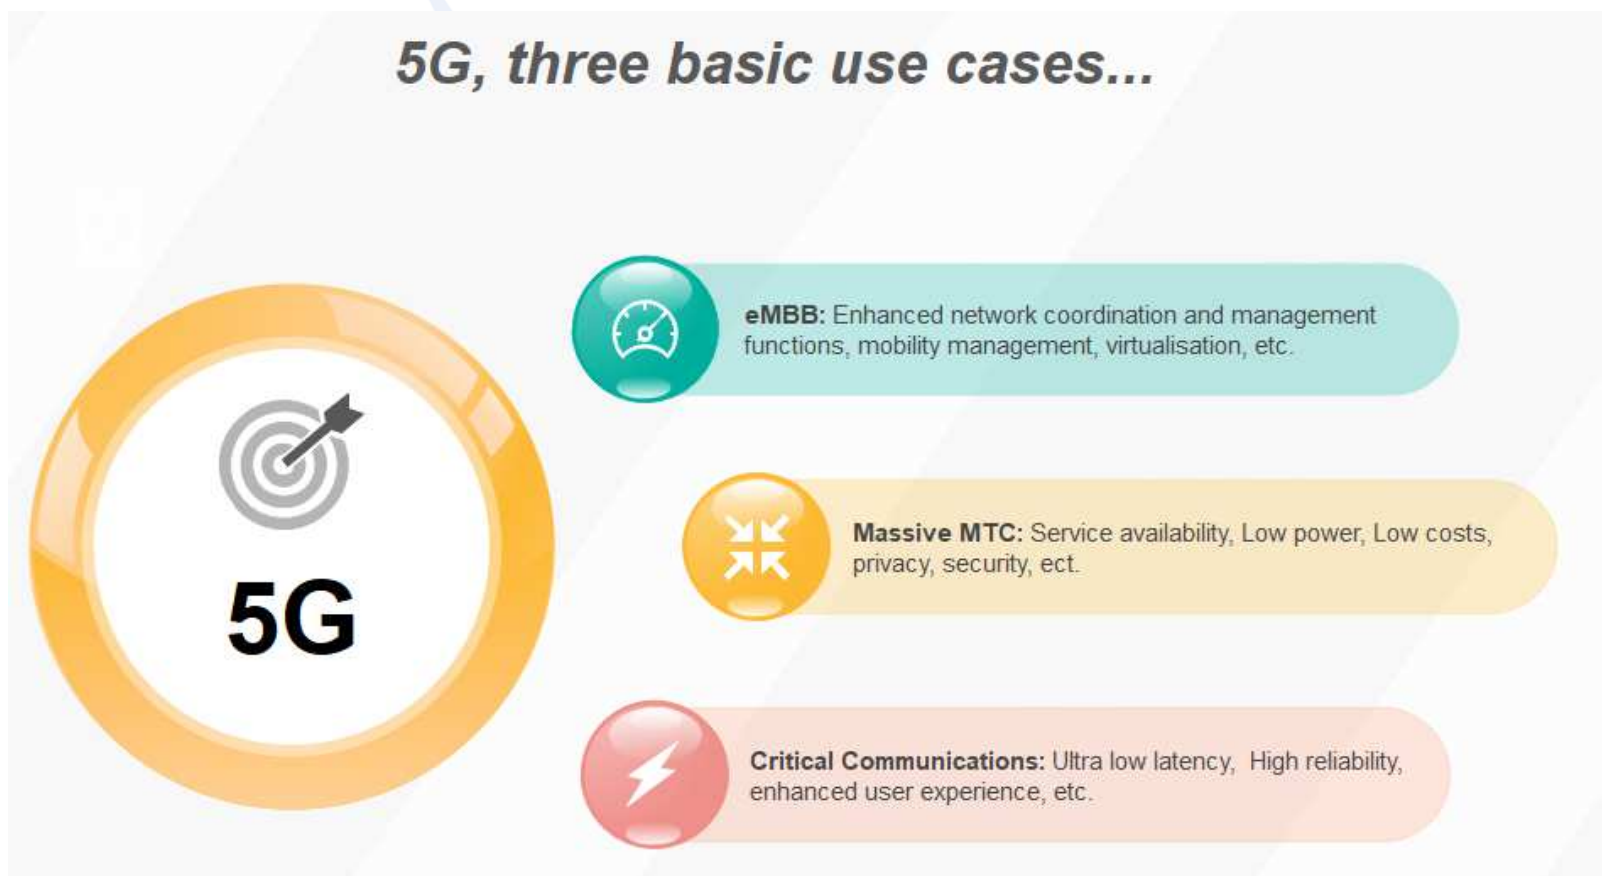 5G, three basic use cases...
eMBB: Enhanced network coordination and management
functions, mobility management, virtualisation, etc.
5G
Massive MTC: Service availability, Low power, Low costs,
privacy, security, ect.
Critical Communications: Ultra low latency, High reliability,
enhanced user experience, etc.